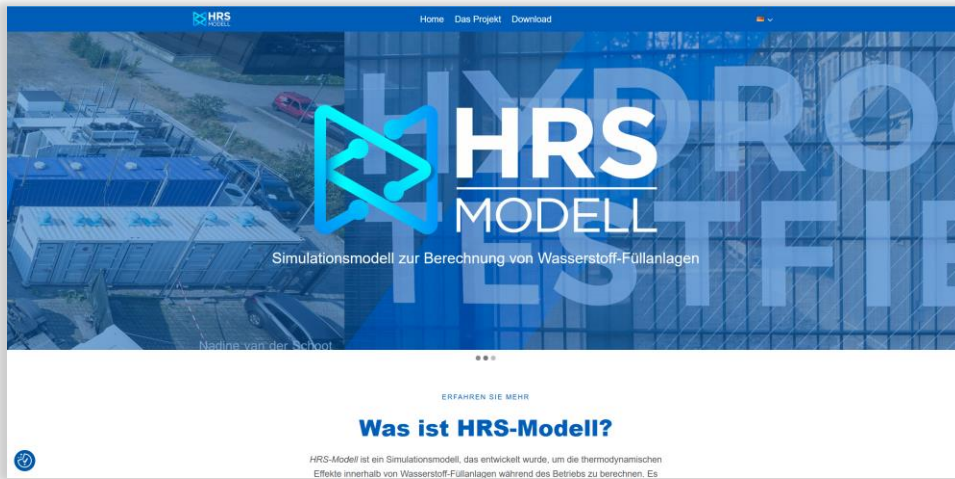 HRS
MODELL
Home Das Projekt Download
HYDRO
TESTFIE
HRS
MODELL
Simulationsmodell zur Berechnung von Wasserstoff-Füllanlagen
Nadine van der Schoot
ERFAHREN SIE MEHR
Was ist HRS-Modell?
HRS-Modell ist ein Simulationsmodell, das entwickelt wurde, um die thermodynamischen
Effekte innerhalb von Wasserstoff-Füllanlagen während des Betriebs zu berechnen. Es